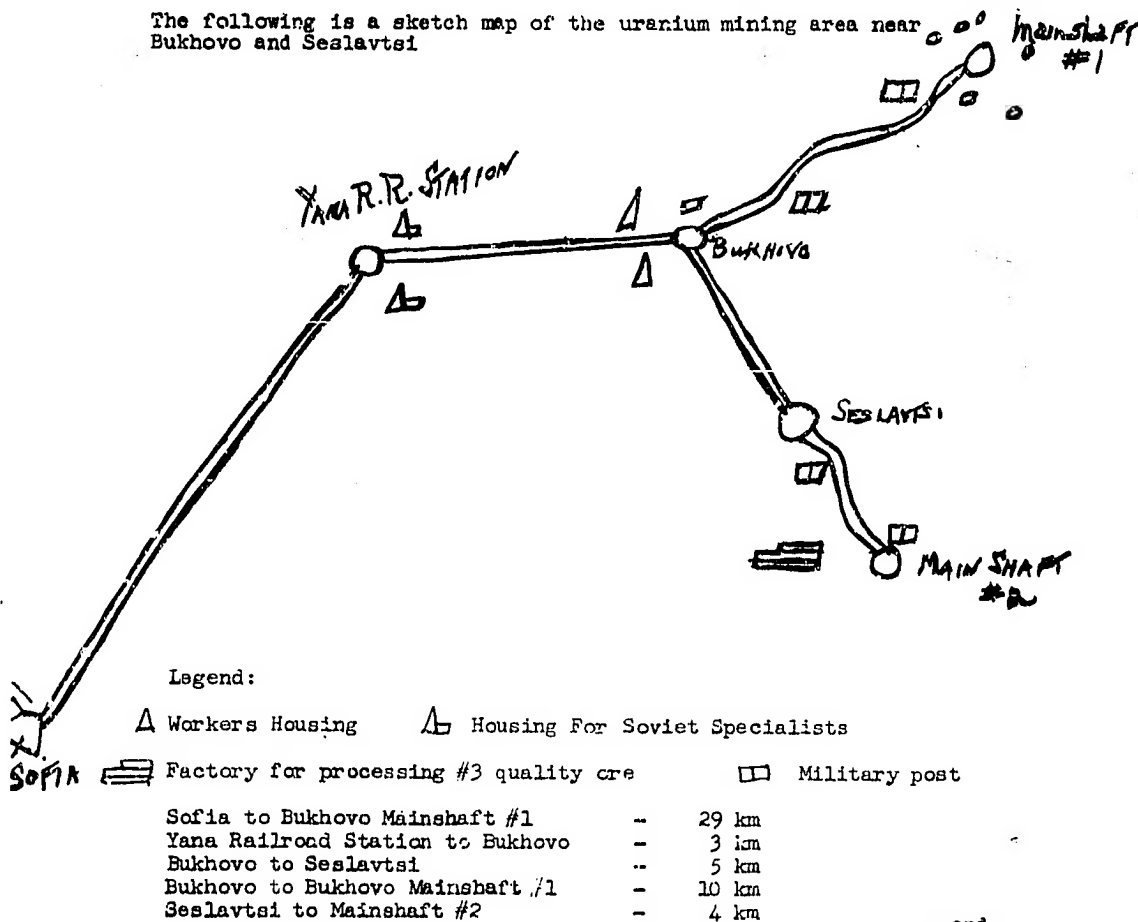 The following is a sketch map of the uranium mining area near
Bukhovo and Seslavtsi
Mainshaft
#1
YANA R.R. STATION
BUKHOVO
SESLAVTSI
MAIN SHAFT
#2
SOFIA
Legend:
Workers Housing
Housing For Soviet Specialists
Factory for processing #3 quality ore
Military post
Sofia to Bukhovo Mainshaft #1 - 29 km
Yana Railrond Station to Bukhovo - 3 km
Bukhovo to Seslavtsi - 5 km
Bukhovo to Bukhovo Mainshaft #1 - 10 km
Seslavtsi to Mainshaft #2 - 4 km
end